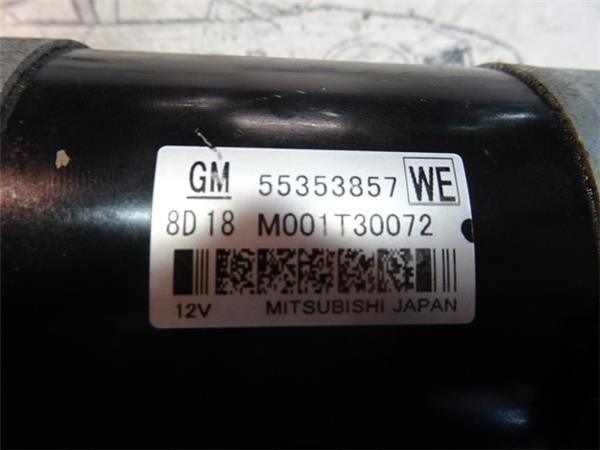 GM 55353857 WE
8D18 M001T30072
12V MITSUBISHI JAPAN